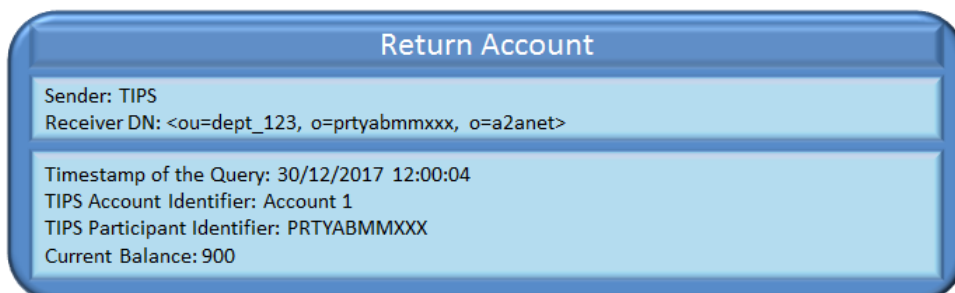 Return Account
Sender: TIPS
Receiver DN: <ou=dept_123, o=prtyabmmxxx, o=a2anet>
Timestamp of the Query: 30/12/2017 12:00:04
TIPS Account Identifier: Account 1
TIPS Participant Identifier: PRTYABMMXXX
Current Balance: 900